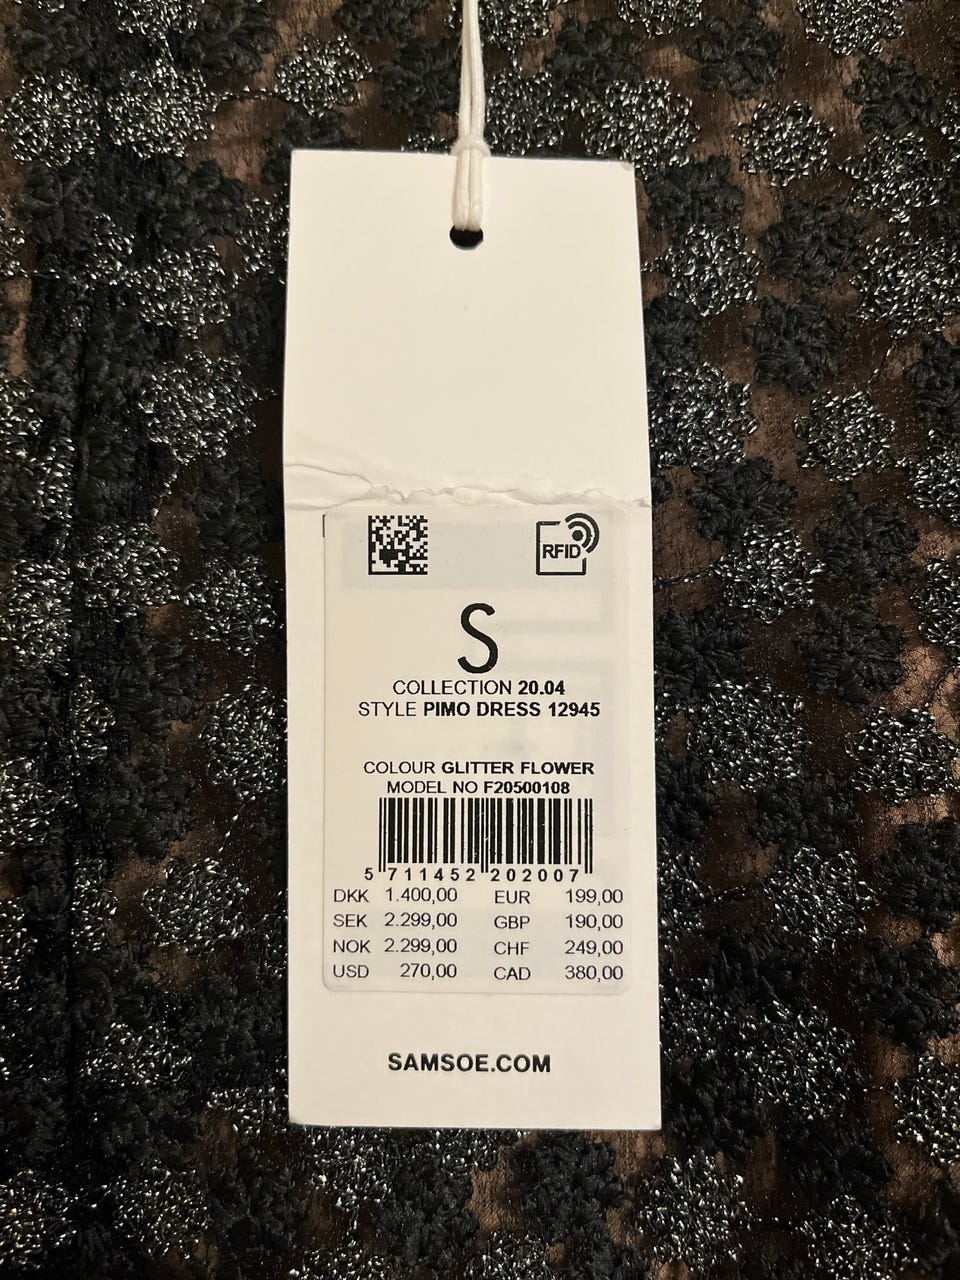 RFID
S
COLLECTION 20.04
STYLE PIMO DRESS 12945
COLOUR GLITTER FLOWER
MODEL NO F20500108
5 711452 202007
DKK 1.400,00 EUR 199,00
SEK 2.299,00 GBP 190,00
NOK 2.299,00 CHF 249,00
USD 270,00 CAD 380,00
SAMSOE.COM